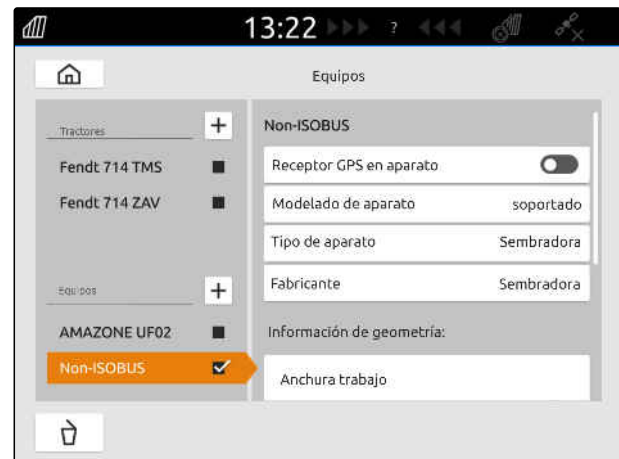 13:22
?
Equipos
Tractores
+
Fendt 714 TMS
Fendt 714 ZAV
Equipos
+
AMAZONE UF02
Non-ISOBUS
Non-ISOBUS
Receptor GPS en aparato
Modelado de aparato soportado
Tipo de aparato Sembradora
Fabricante Sembradora
Información de geometría:
Anchura trabajo